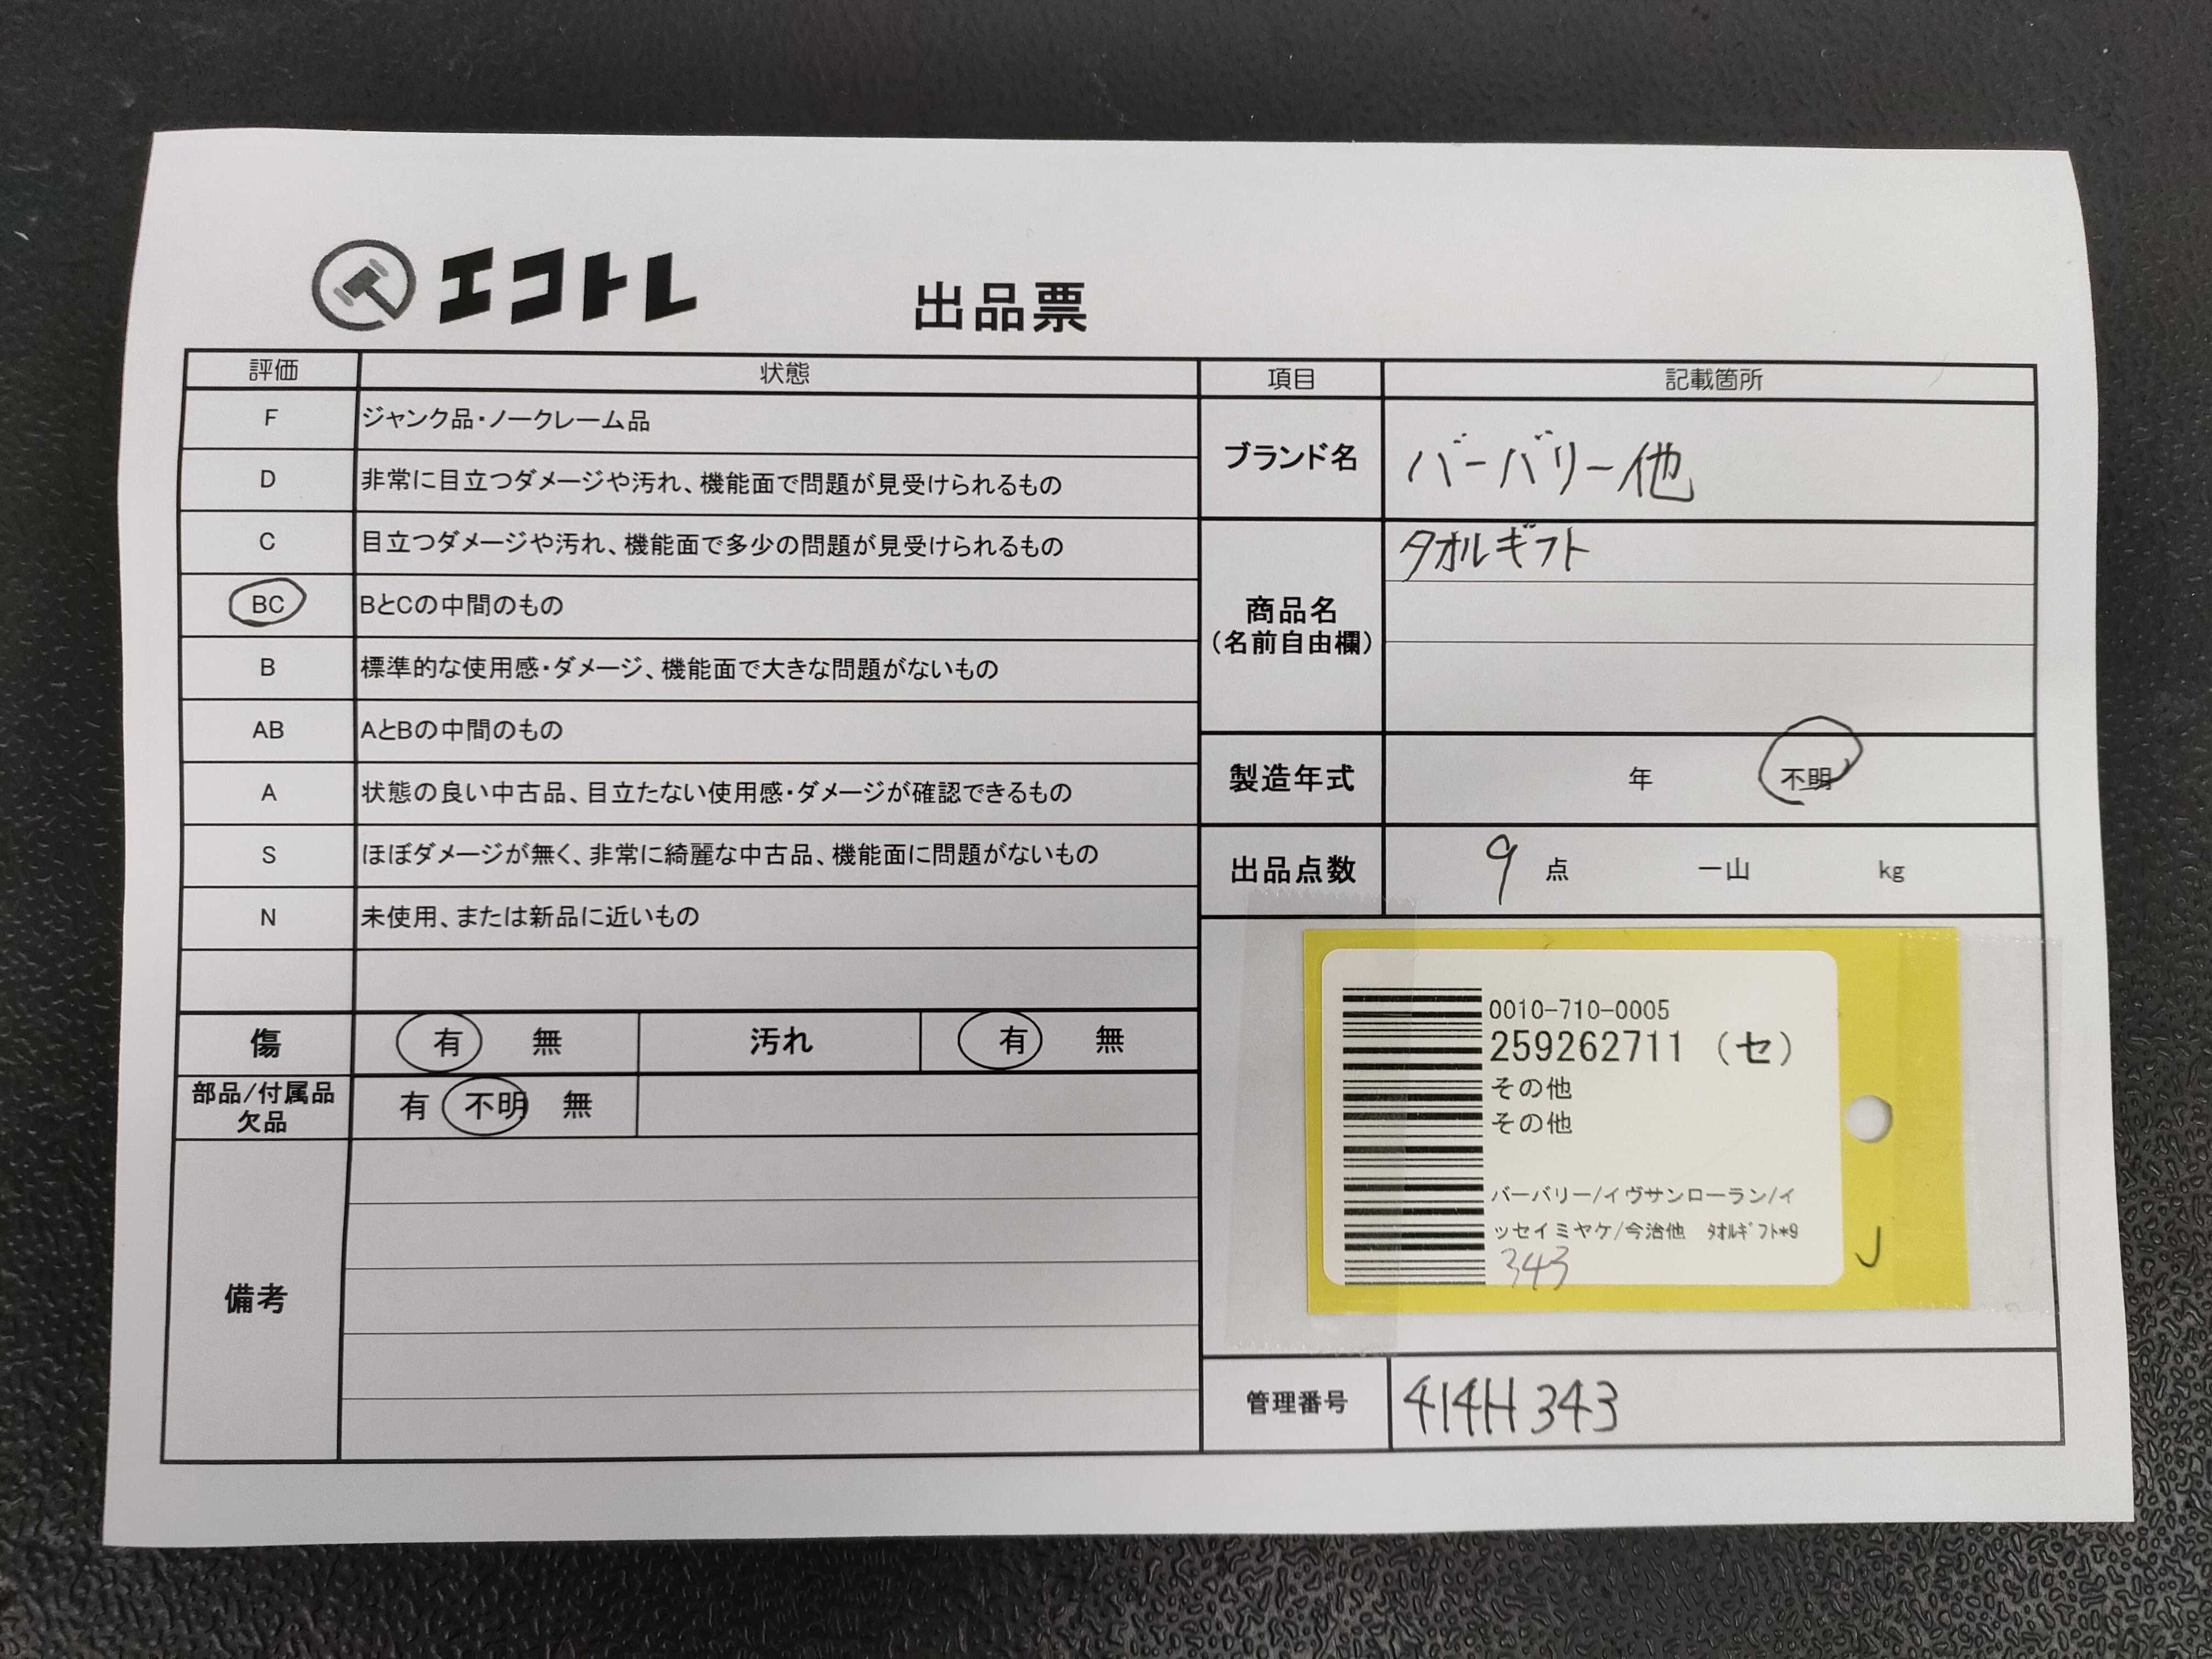 エコトレ
出品票
評価 状態
F ジャンク品・ノークレーム品
D 非常に目立つダメージや汚れ、機能面で問題が見受けられるもの
C 目立つダメージや汚れ、機能面で多少の問題が見受けられるもの
BC BとCの中間のもの
B 標準的な使用感・ダメージ、機能面で大きな問題がないもの
AB AとBの中間のもの
A 状態の良い中古品、目立たない使用感・ダメージが確認できるもの
S ほぼダメージが無く、非常に綺麗な中古品、機能面に問題がないもの
N 未使用、または新品に近いもの
傷 有 無 汚れ 有 無
部品/付属品
欠品
有 不明 無
備考
項目 記載箇所
ブランド名 バーバリー他
商品名
(名前自由欄)
タオルギフト
製造年式 年 不明
出品点数 9 点 一山 kg
0010-710-0005
259262711 (セ)
その他
その他
バーバリー/イヴサンローラン/イ
ッセイミヤケ/今治他 ﾀｵﾙｷﾞﾌﾄ*9
343
管理番号 414H343